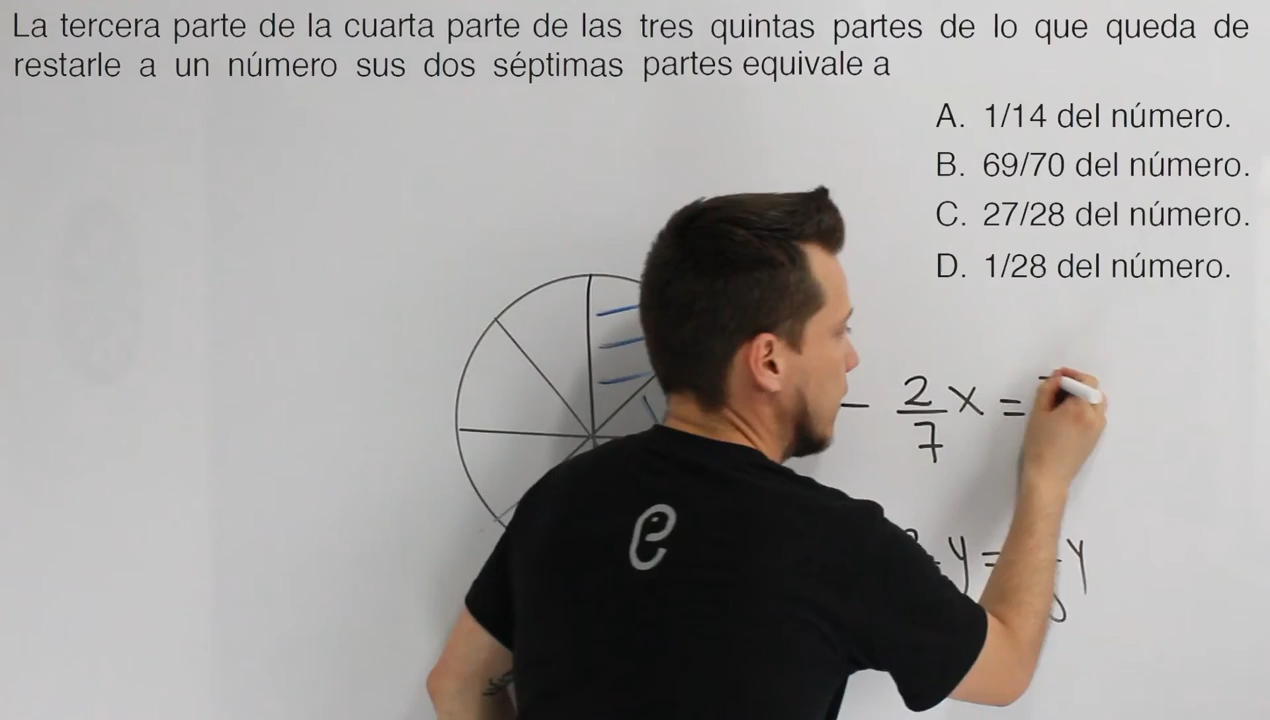 La tercera parte de la cuarta parte de las tres quintas partes de lo que queda de
restarle a un número sus dos séptimas partes equivale a
A. 1/14 del número.
B. 69/70 del número.
C. 27/28 del número.
D. 1/28 del número.
- 2/7 x =
y = y
e